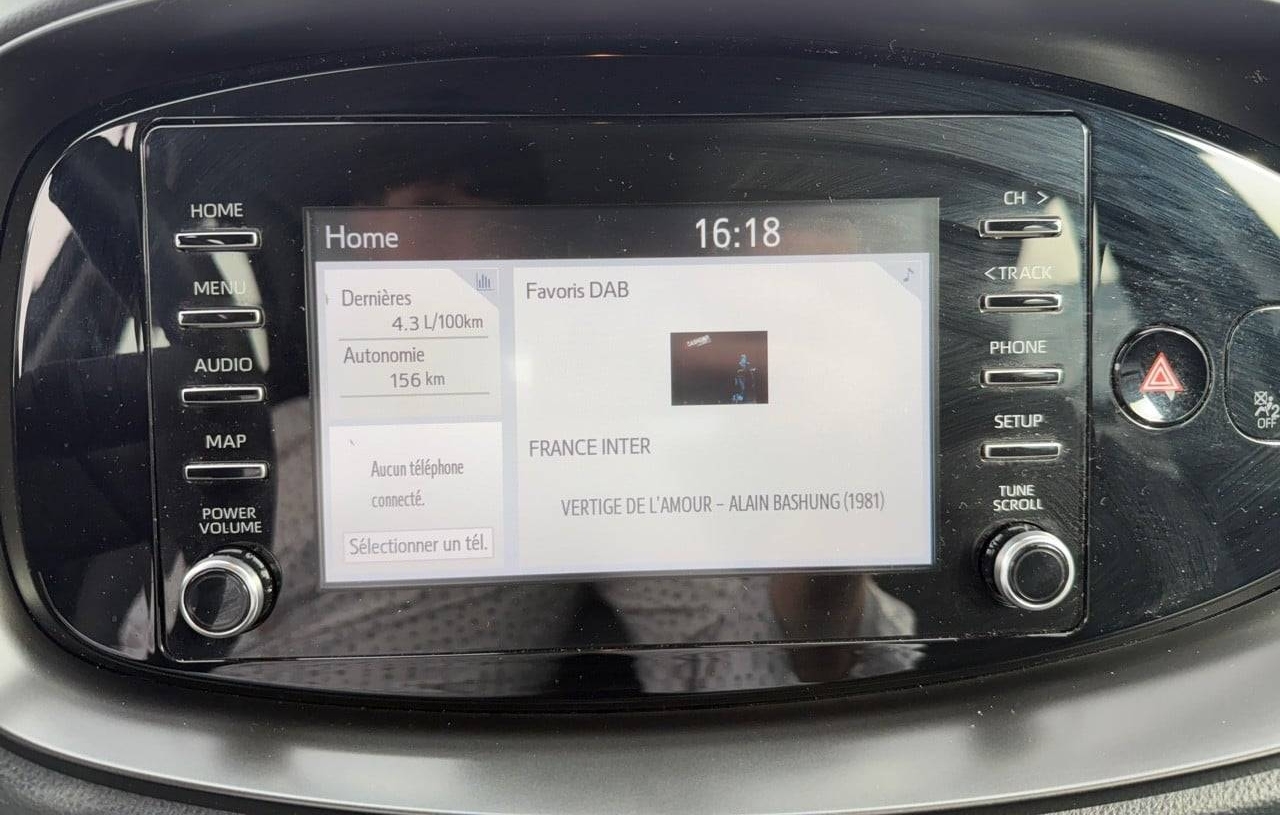 HOME
MENU
AUDIO
MAP
POWER
VOLUME
Home
16:18
Dernières
4.3 L/100km
Autonomie
156 km
Aucun téléphone
connecté.
Sélectionner un tél.
Favoris DAB
BASHUNG
FRANCE INTER
VERTIGE DE L'AMOUR – ALAIN BASHUNG (1981)
CH >
<TRACK
PHONE
SETUP
TUNE
SCROLL
OFF